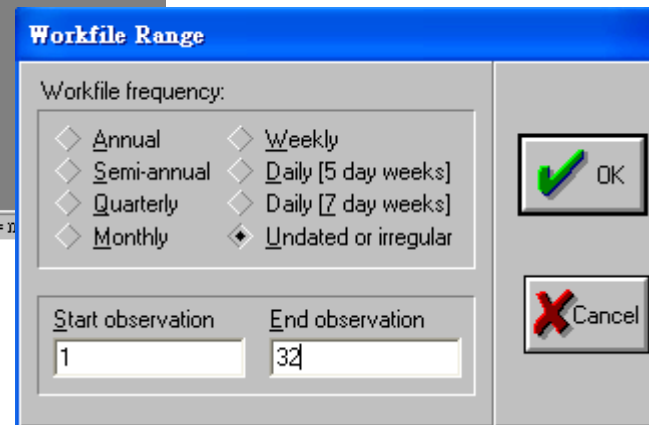 Workfile Range
Workfile frequency:
Annual Weekly
Semi-annual Daily [5 day weeks]
Quarterly Daily [7 day weeks]
Monthly Undated or irregular
Start observation End observation
1 32
OK
Cancel